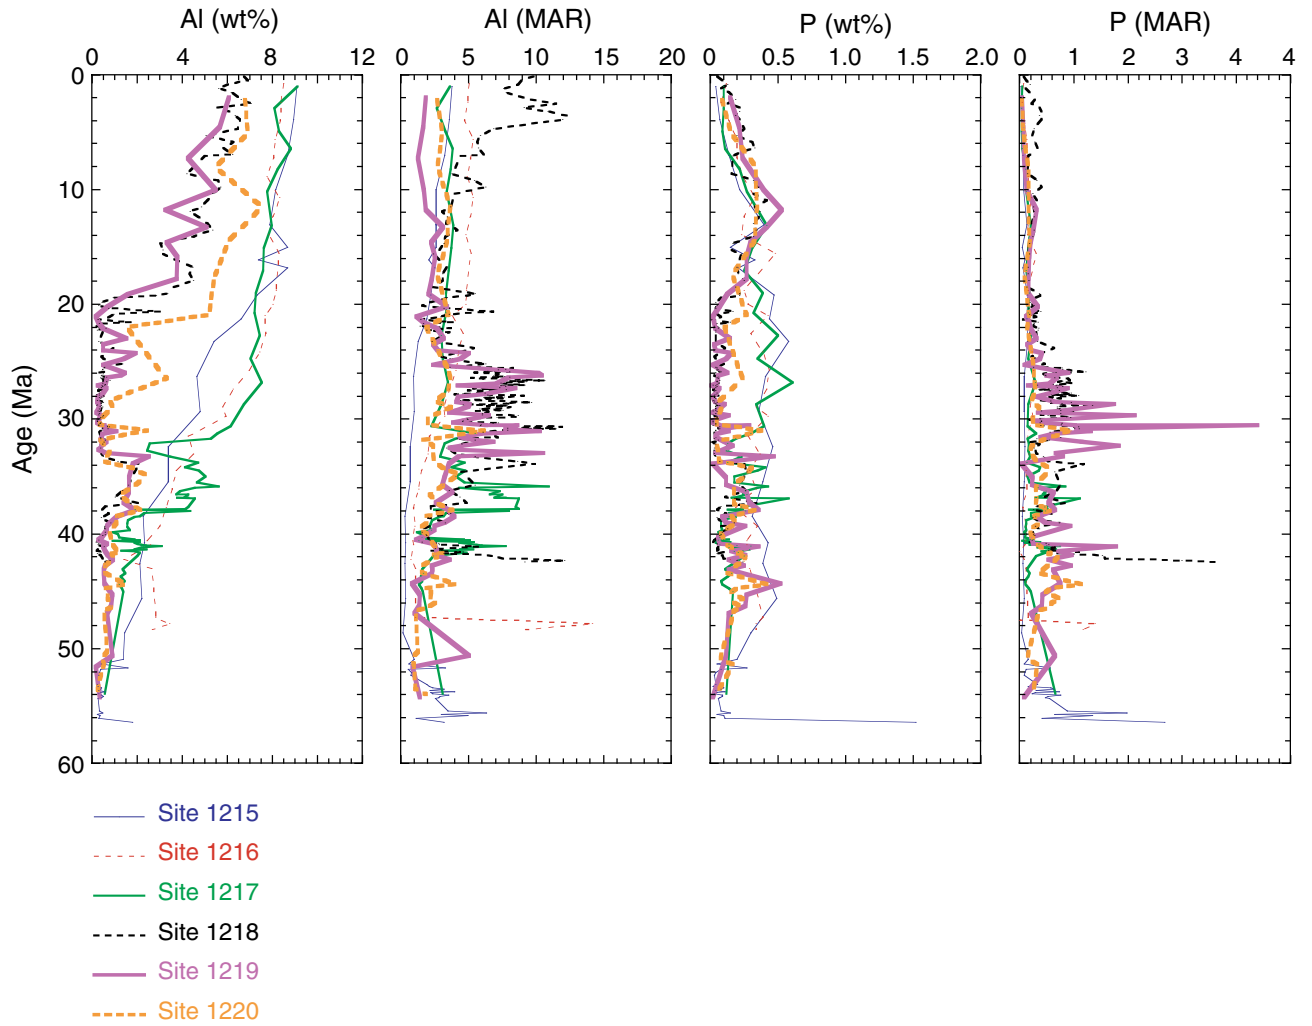 Al (wt%) Al (MAR) P (wt%) P (MAR)
0 4 8 12 0 5 10 15 20 0 0.5 1.0 1.5 2.0 0 1 2 3 4
0
10
20
30
40
50
60
Age (Ma)
Site 1215
Site 1216
Site 1217
Site 1218
Site 1219
Site 1220